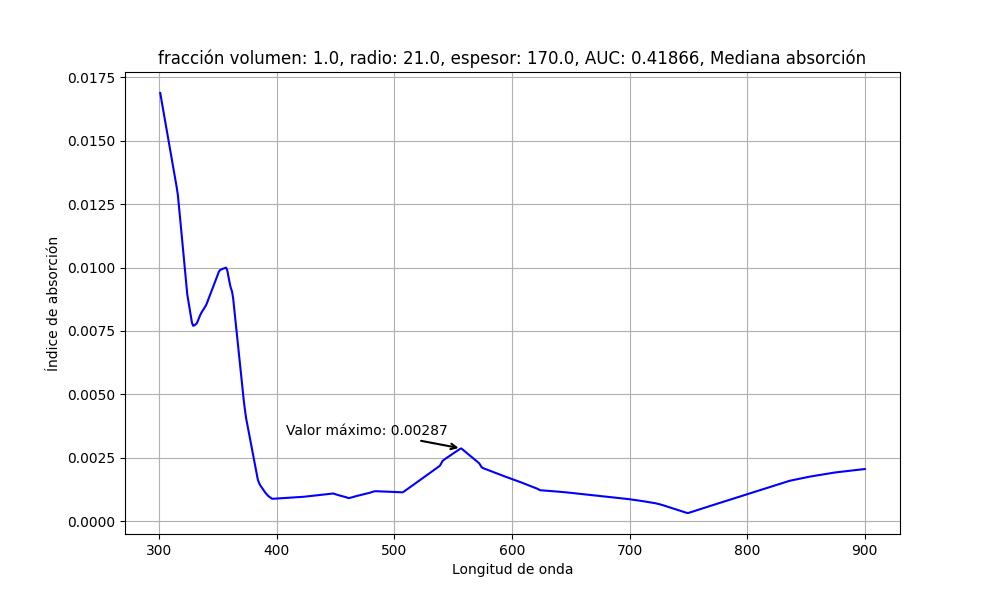 fracción volumen: 1.0, radio: 21.0, espesor: 170.0, AUC: 0.41866, Mediana absorción
0.0175
0.0150
0.0125
0.0100
0.0075
0.0050
0.0025
0.0000
Índice de absorción
Valor máximo: 0.00287
300 400 500 600 700 800 900
Longitud de onda